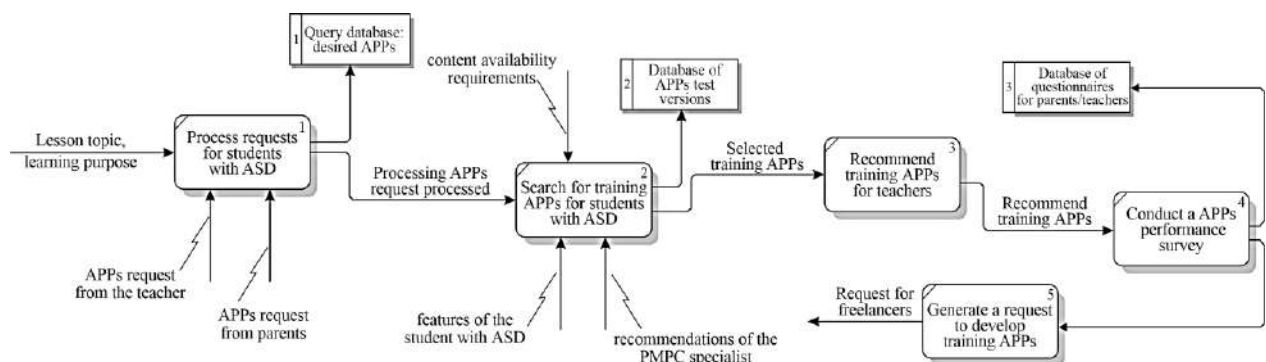 1
Query database:
desired APPs
content availability
requirements
2
Database of
APPs test
versions
3
Database of
questionnaires
for parents/teachers
Lesson topic,
learning purpose
1
Process requests
for students
with ASD
Processing APPs
request processed
2
Search for training
APPs for students
with ASD
Selected
training APPs
3
Recommend
training APPs
for teachers
Recommend
training APPs
4
Conduct a APPs
performance
survey
APPs request
from the teacher
APPs request
from parents
features of the
student with ASD
recommendations of the
PMPC specialist
Request for
freelancers
5
Generate a request
to develop
training APPs